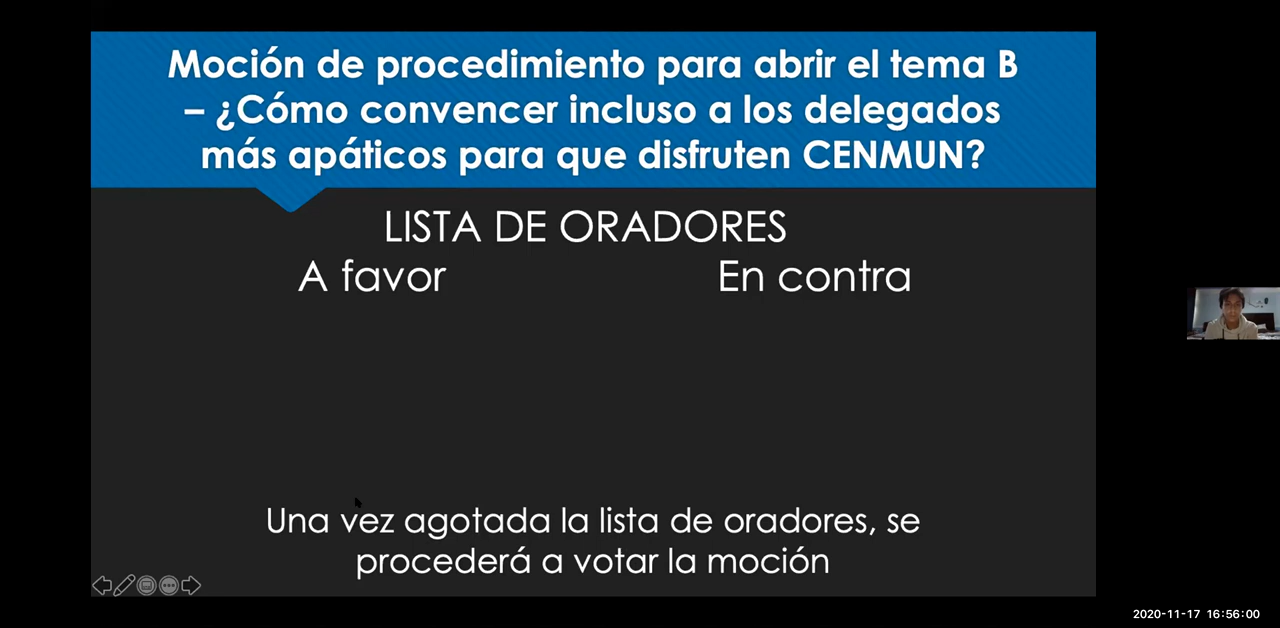 Moción de procedimiento para abrir el tema B
– ¿Cómo convencer incluso a los delegados
más apáticos para que disfruten CENMUN?
LISTA DE ORADORES
A favor
En contra
Una vez agotada la lista de oradores, se
procederá a votar la moción
2020-11-17 16:56:00